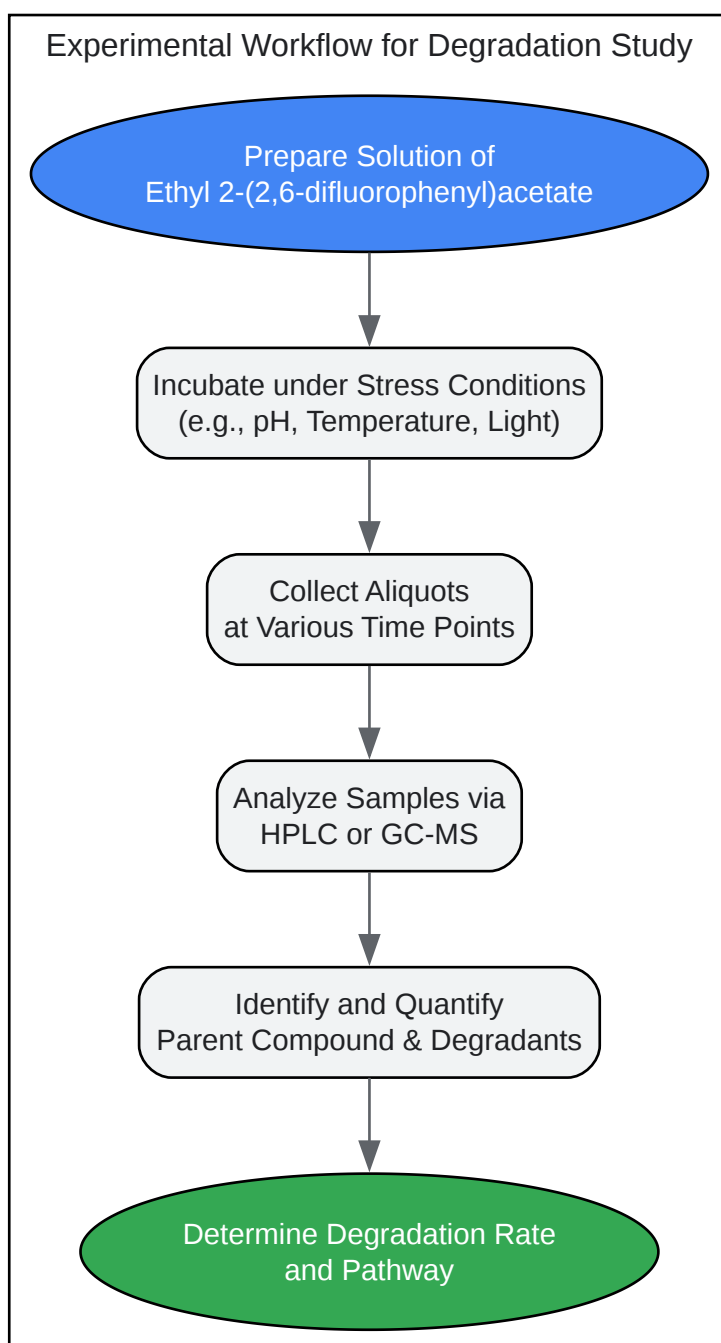 Experimental Workflow for Degradation Study
Prepare Solution of
Ethyl 2-(2,6-difluorophenyl)acetate
Incubate under Stress Conditions
(e.g., pH, Temperature, Light)
Collect Aliquots
at Various Time Points
Analyze Samples via
HPLC or GC-MS
Identify and Quantify
Parent Compound & Degradants
Determine Degradation Rate
and Pathway